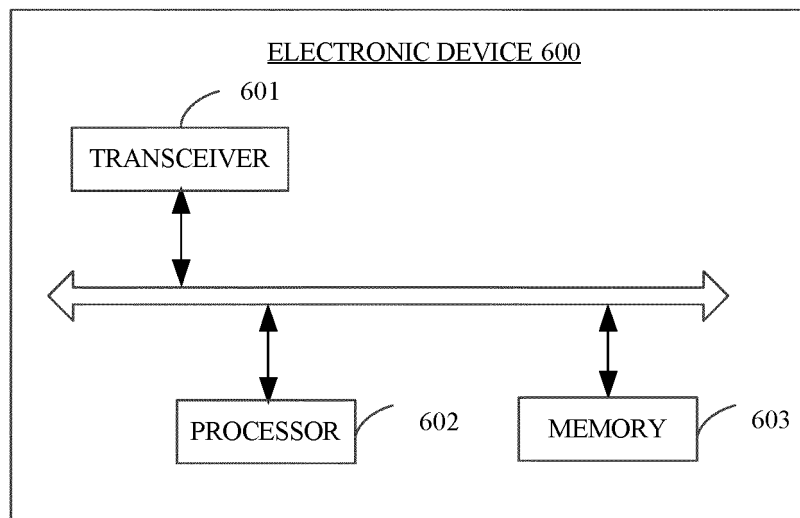 ELECTRONIC DEVICE 600
601
TRANSCEIVER
PROCESSOR
602
MEMORY
603